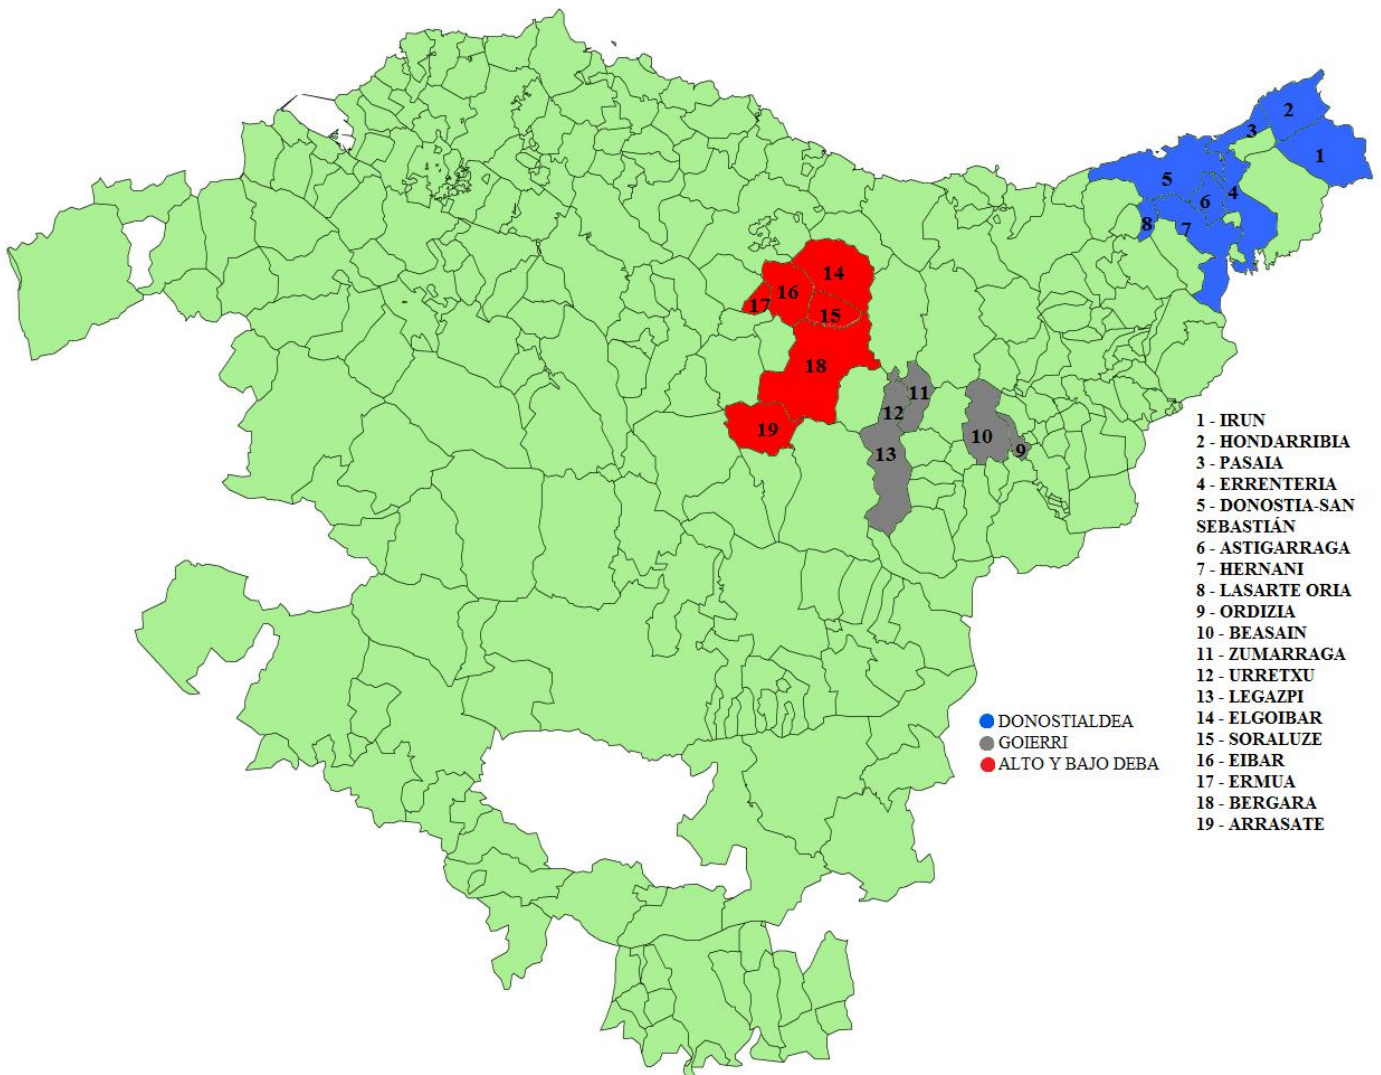 2
3
1
5
4
6
8
7
14
16
17
15
18
11
12
19
10
13
9
1 - IRUN
2 - HONDARRIBIA
3 - PASAIA
4 - ERRENTERIA
5 - DONOSTIA-SAN
SEBASTIÁN
6 - ASTIGARRAGA
7 - HERNANI
8 - LASARTE ORIA
9 - ORDIZIA
10 - BEASAIN
11 - ZUMARRAGA
12 - URRETXU
13 - LEGAZPI
14 - ELGOIBAR
15 - SORALUZE
16 - EIBAR
17 - ERMUA
18 - BERGARA
19 - ARRASATE
DONOSTIALDEA
GOIERRI
ALTO Y BAJO DEBA